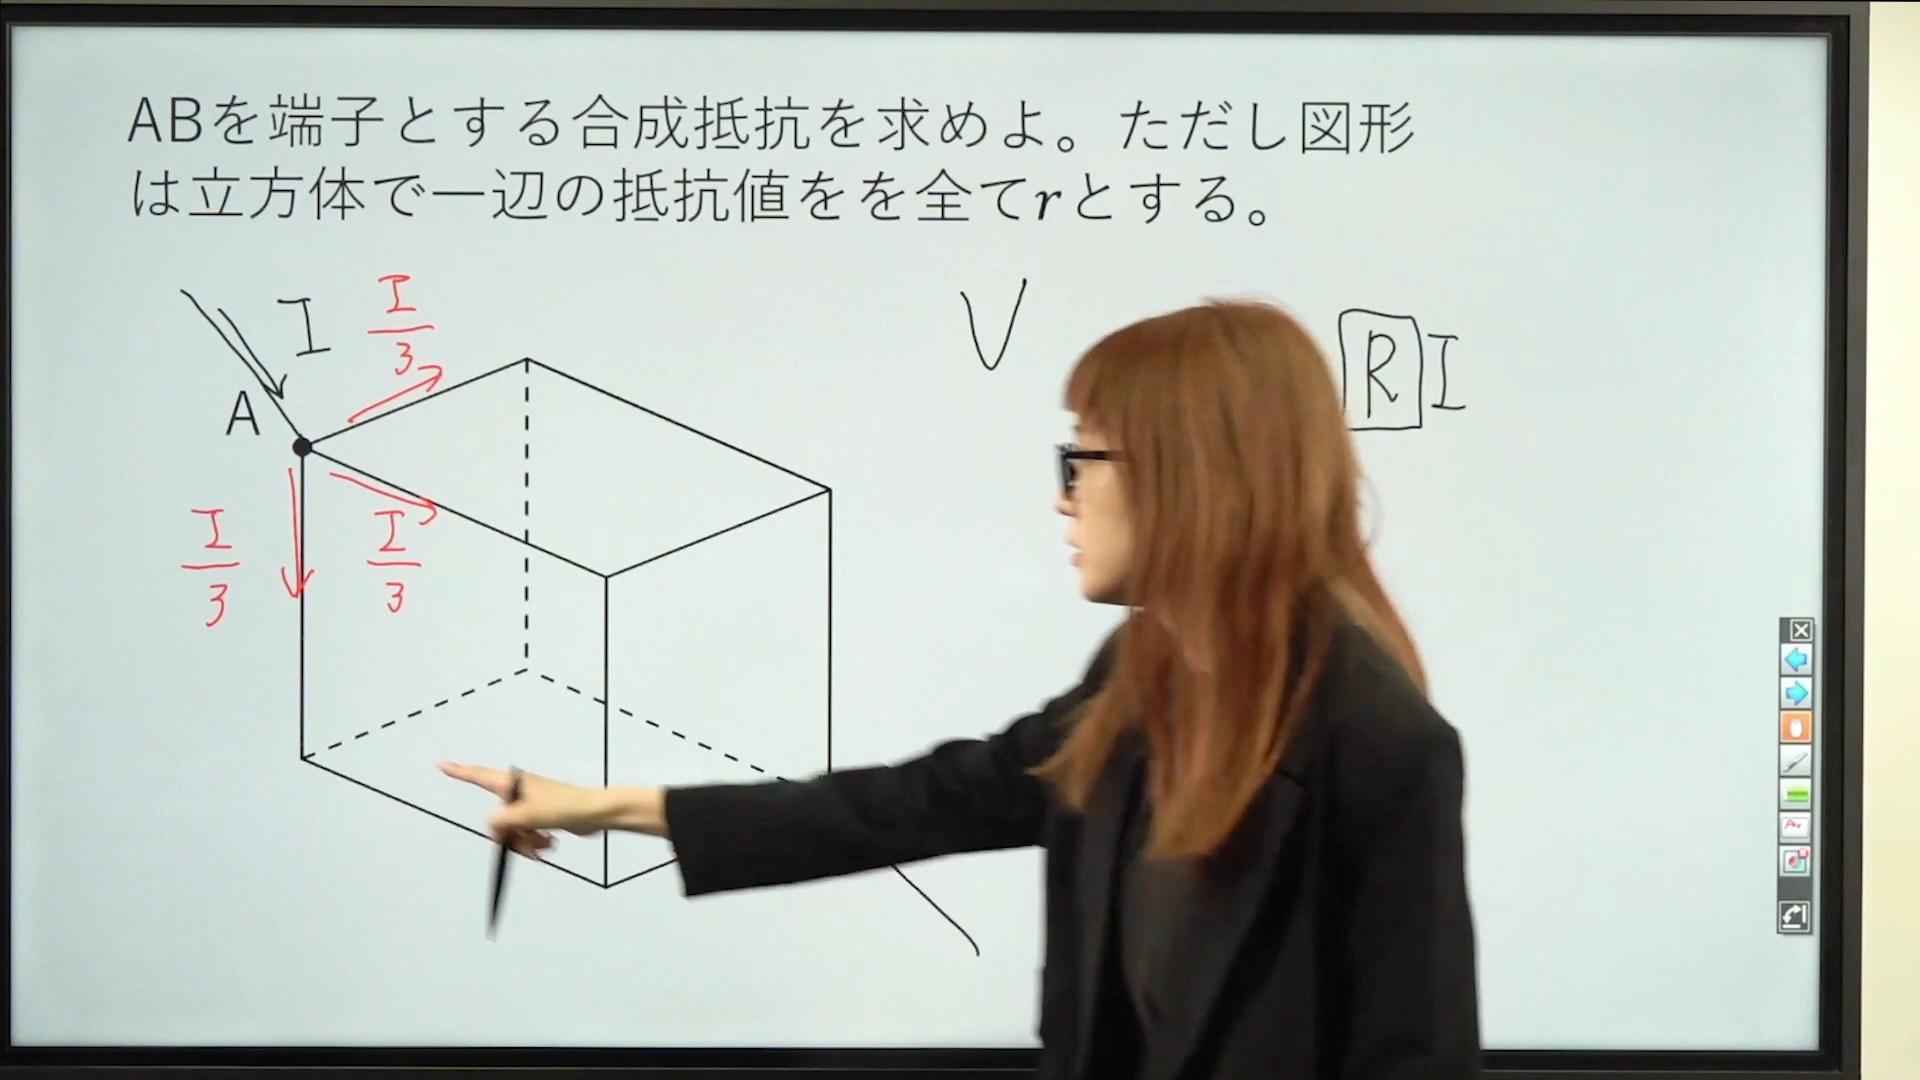 ABを端子とする合成抵抗を求めよ。ただし図形
は立方体で一辺の抵抗値をを全てrとする。
I
I/3
V
R I
A
I/3
I/3